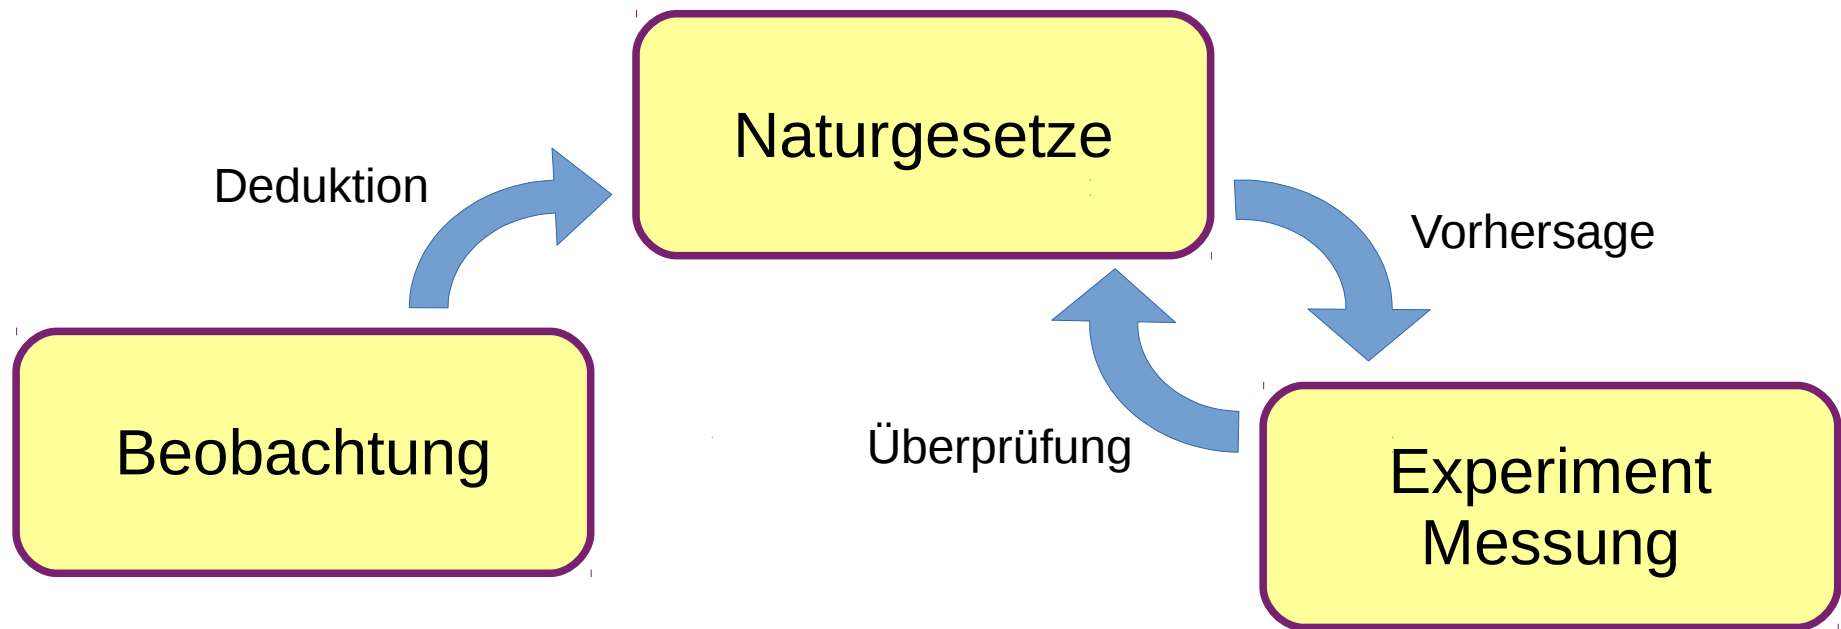 Naturgesetze
Deduktion
Vorhersage
Beobachtung
Überprüfung
Experiment
Messung